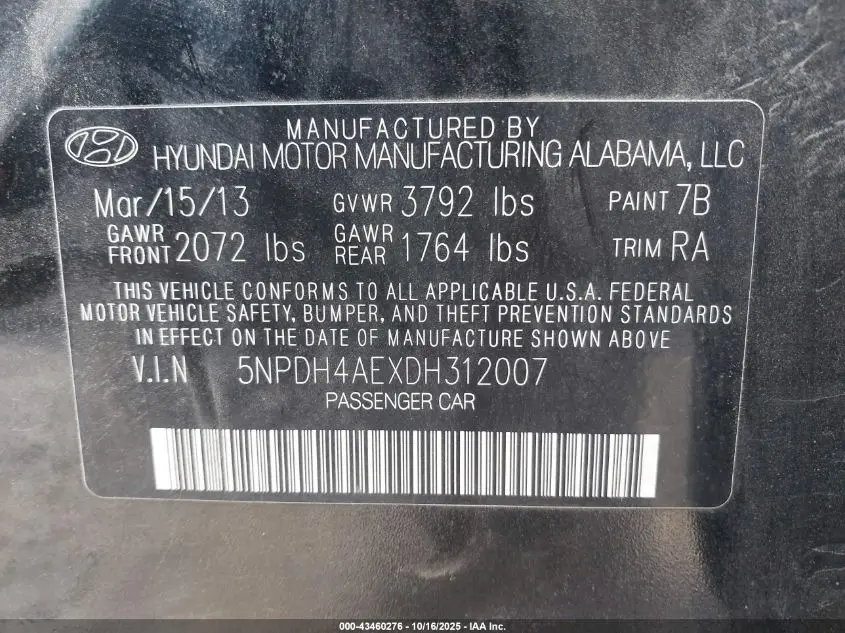 MANUFACTURED BY
HYUNDAI MOTOR MANUFACTURING ALABAMA, LLC
Mar/15/13 GVWR 3792 lbs PAINT 7B
GAWR FRONT 2072 lbs GAWR REAR 1764 lbs TRIM RA
THIS VEHICLE CONFORMS TO ALL APPLICABLE U.S.A. FEDERAL
MOTOR VEHICLE SAFETY, BUMPER, AND THEFT PREVENTION STANDARDS
IN EFFECT ON THE DATE OF MANUFACTURE SHOWN ABOVE
V.I.N 5NPDH4AEXDH312007
PASSENGER CAR
000-43460276 - 10/16/2025 - IAA Inc.